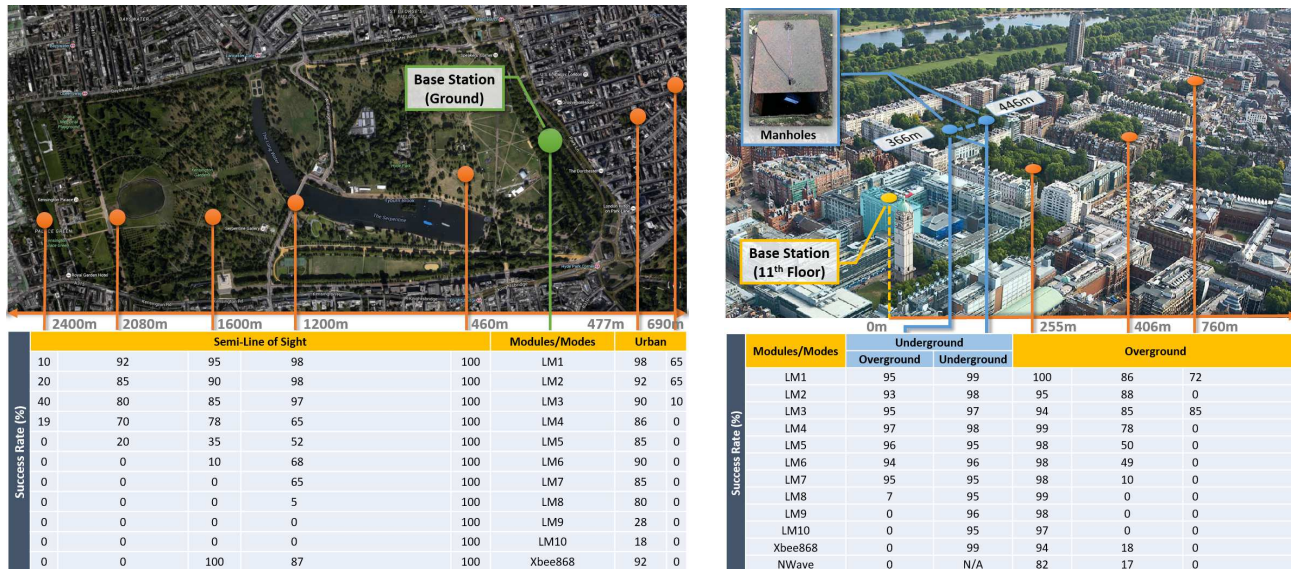 Base Station
(Ground)
2400m 2080m 1600m 1200m 460m 477m 690m
Semi-Line of Sight Modules/Modes Urban
Success Rate (%)
10 92 95 98 100 LM1 98 65
20 85 90 98 100 LM2 92 65
40 80 85 97 100 LM3 90 10
19 70 78 65 100 LM4 86 0
0 20 35 52 100 LM5 85 0
0 0 10 68 100 LM6 90 0
0 0 0 65 100 LM7 85 0
0 0 0 5 100 LM8 80 0
0 0 0 0 100 LM9 28 0
0 0 0 0 100 LM10 18 0
0 0 100 87 100 Xbee868 92 0
Manholes
366m
446m
Base Station
(11th Floor)
0m 255m 406m 760m
Modules/Modes Underground Overground
Overground Underground
Success Rate (%)
LM1 95 99 100 86 72
LM2 93 98 95 88 0
LM3 95 97 94 85 85
LM4 97 98 99 78 0
LM5 96 95 98 50 0
LM6 94 96 98 49 0
LM7 95 95 98 10 0
LM8 7 95 99 0 0
LM9 0 96 98 0 0
LM10 0 95 97 0 0
Xbee868 0 99 94 18 0
NWave 0 N/A 82 17 0